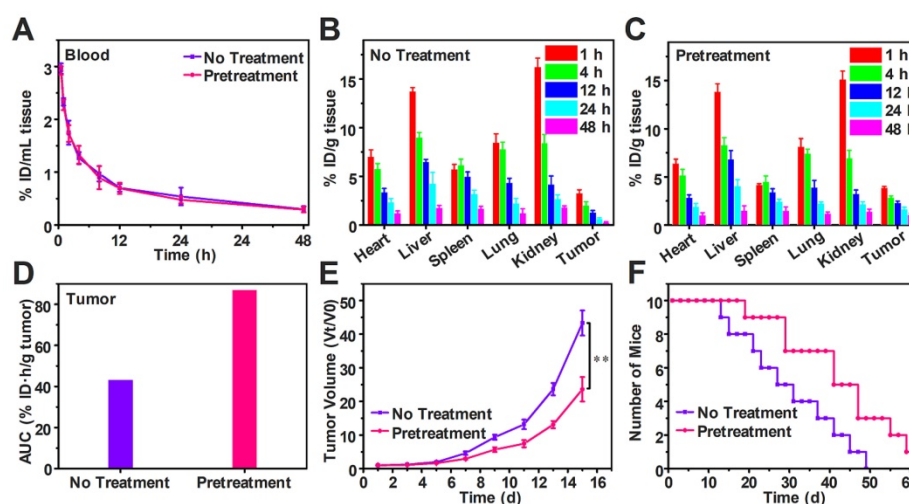 A
Blood
No Treatment
Pretreatment
% ID/mL tissue
3
2
1
0
0 12 24 24 48
Time (h)
B
No Treatment
1 h
4 h
12 h
24 h
48 h
% ID/g tissue
15
10
5
0
Heart Liver Spleen Lung Kidney Tumor
C
Pretreatment
1 h
4 h
12 h
24
48
% ID/g tissue
15
10
5
0
Heart Liver Spleen Lung Kidney Tumor
D
Tumor
AUC (% ID·h/g tumor)
80
60
40
20
0
No Treatment Pretreatment
E
Tumor Volume (Vt/V0)
50
40
30
20
10
0
**
No Treatment
Pretreatment
0 2 4 6 8 10 12 14 16
Time (d)
F
Number of Mice
10
8
6
4
2
0
No Treatment
Pretreatment
0 10 20 30 40 50
Time (d)